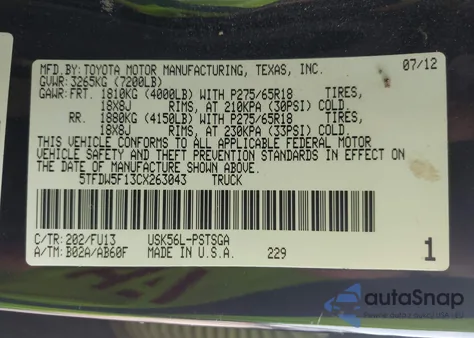 MFD.BY:TOYOTA MOTOR MANUFACTURING, TEXAS, INC. 07/12
GVWR:3265KG (7200LB)
GAWR:FRT. 1810KG (4000LB) WITH P275/65R18 TIRES,
18X8J RIMS, AT 210KPA (30PSI) COLD.
RR. 1880KG (4150LB) WITH P275/65R18 TIRES,
18X8J RIMS, AT 230KPA (33PSI) COLD.
THIS VEHICLE CONFORMS TO ALL APPLICABLE FEDERAL MOTOR
VEHICLE SAFETY AND THEFT PREVENTION STANDARDS IN EFFECT ON
THE DATE OF MANUFACTURE SHOWN ABOVE.
5TFDW5F13CX263043 TRUCK
C/TR:202/FU13 USK56L-PSTSGA
A/TM:B02A/AB60F MADE IN U.S.A. 229 1
autoSnap